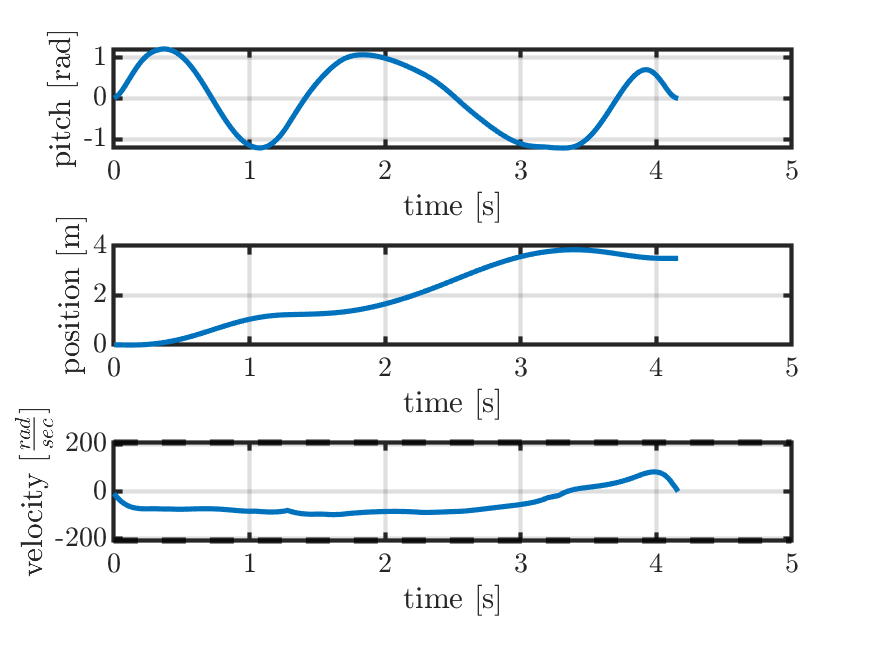 pitch [rad]
1
0
-1
0 1 2 3 4 5
time [s]
position [m]
4
2
0
0 1 2 3 4 5
time [s]
velocity [rad/sec]
200
0
-200
0 1 2 3 4 5
time [s]